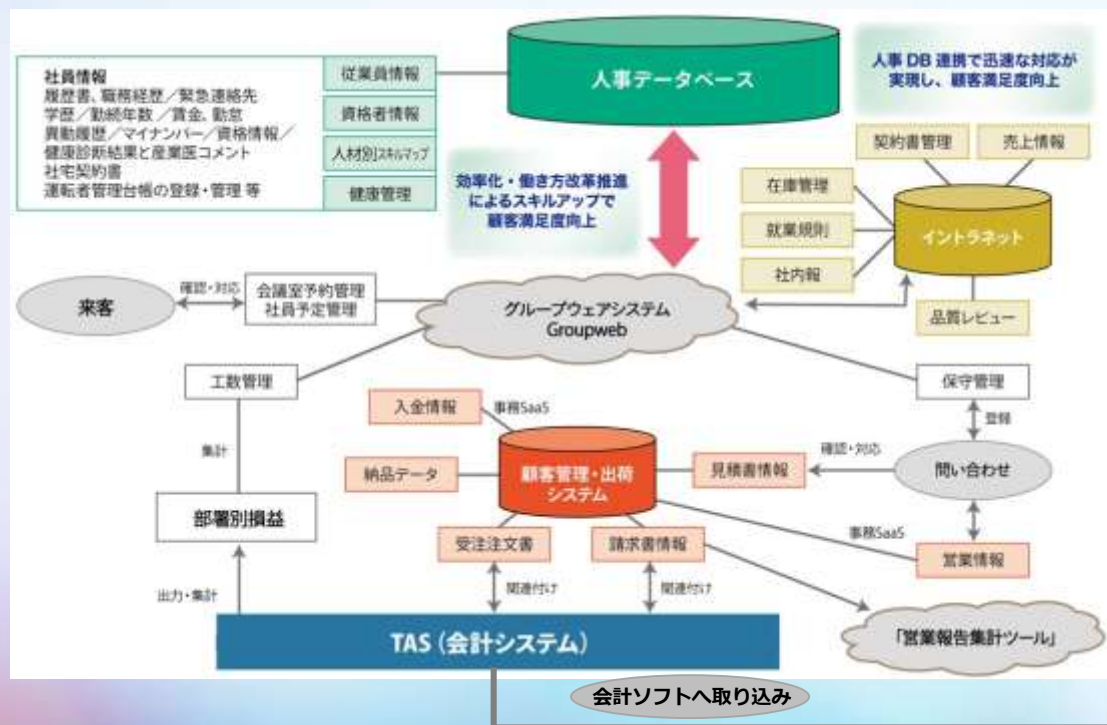 社員情報
履歴書、職務経歴／緊急連絡先
学歴／勤続年数／賃金、勤怠
異動履歴／マイナンバー／資格情報／
健康診断結果と産業医コメント
社宅契約書
運転者管理台帳の登録・管理 等
従業員情報
資格者情報
人材別スキルマップ
健康管理
人事データベース
人事 DB 連携で迅速な対応が
実現し、顧客満足度向上
効率化・働き方改革推進
によるスキルアップで
顧客満足度向上
契約書管理
売上情報
在庫管理
就業規則
社内報
イントラネット
品質レビュー
来客
確認・対応
会議室予約管理
社員予定管理
グループウェアシステム
Groupweb
工数管理
保守管理
集計
登録
入金情報
事務SaaS
納品データ
顧客管理・出荷
システム
見積書情報
確認・対応
問い合わせ
部署別損益
受注注文書
請求書情報
事務SaaS
営業情報
出力・集計
関連付け
関連付け
TAS（会計システム）
「営業報告集計ツール」
会計ソフトへ取り込み